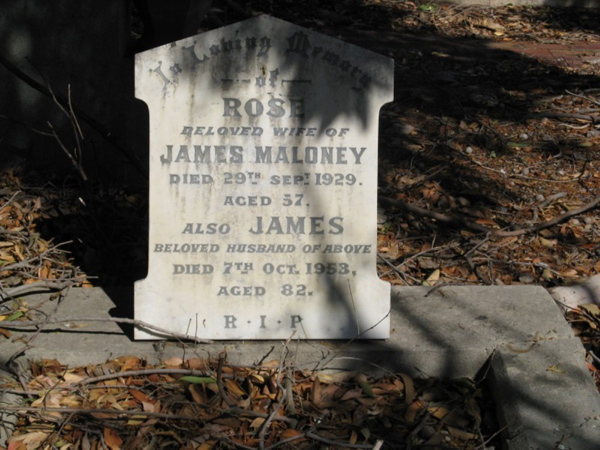 In Loving Memory
of
ROSE
BELOVED WIFE OF
JAMES MALONEY
DIED 29TH SEPT. 1929.
AGED 57.
ALSO JAMES
BELOVED HUSBAND OF ABOVE
DIED 7TH OCT. 1953,
AGED 82.
R · I · P